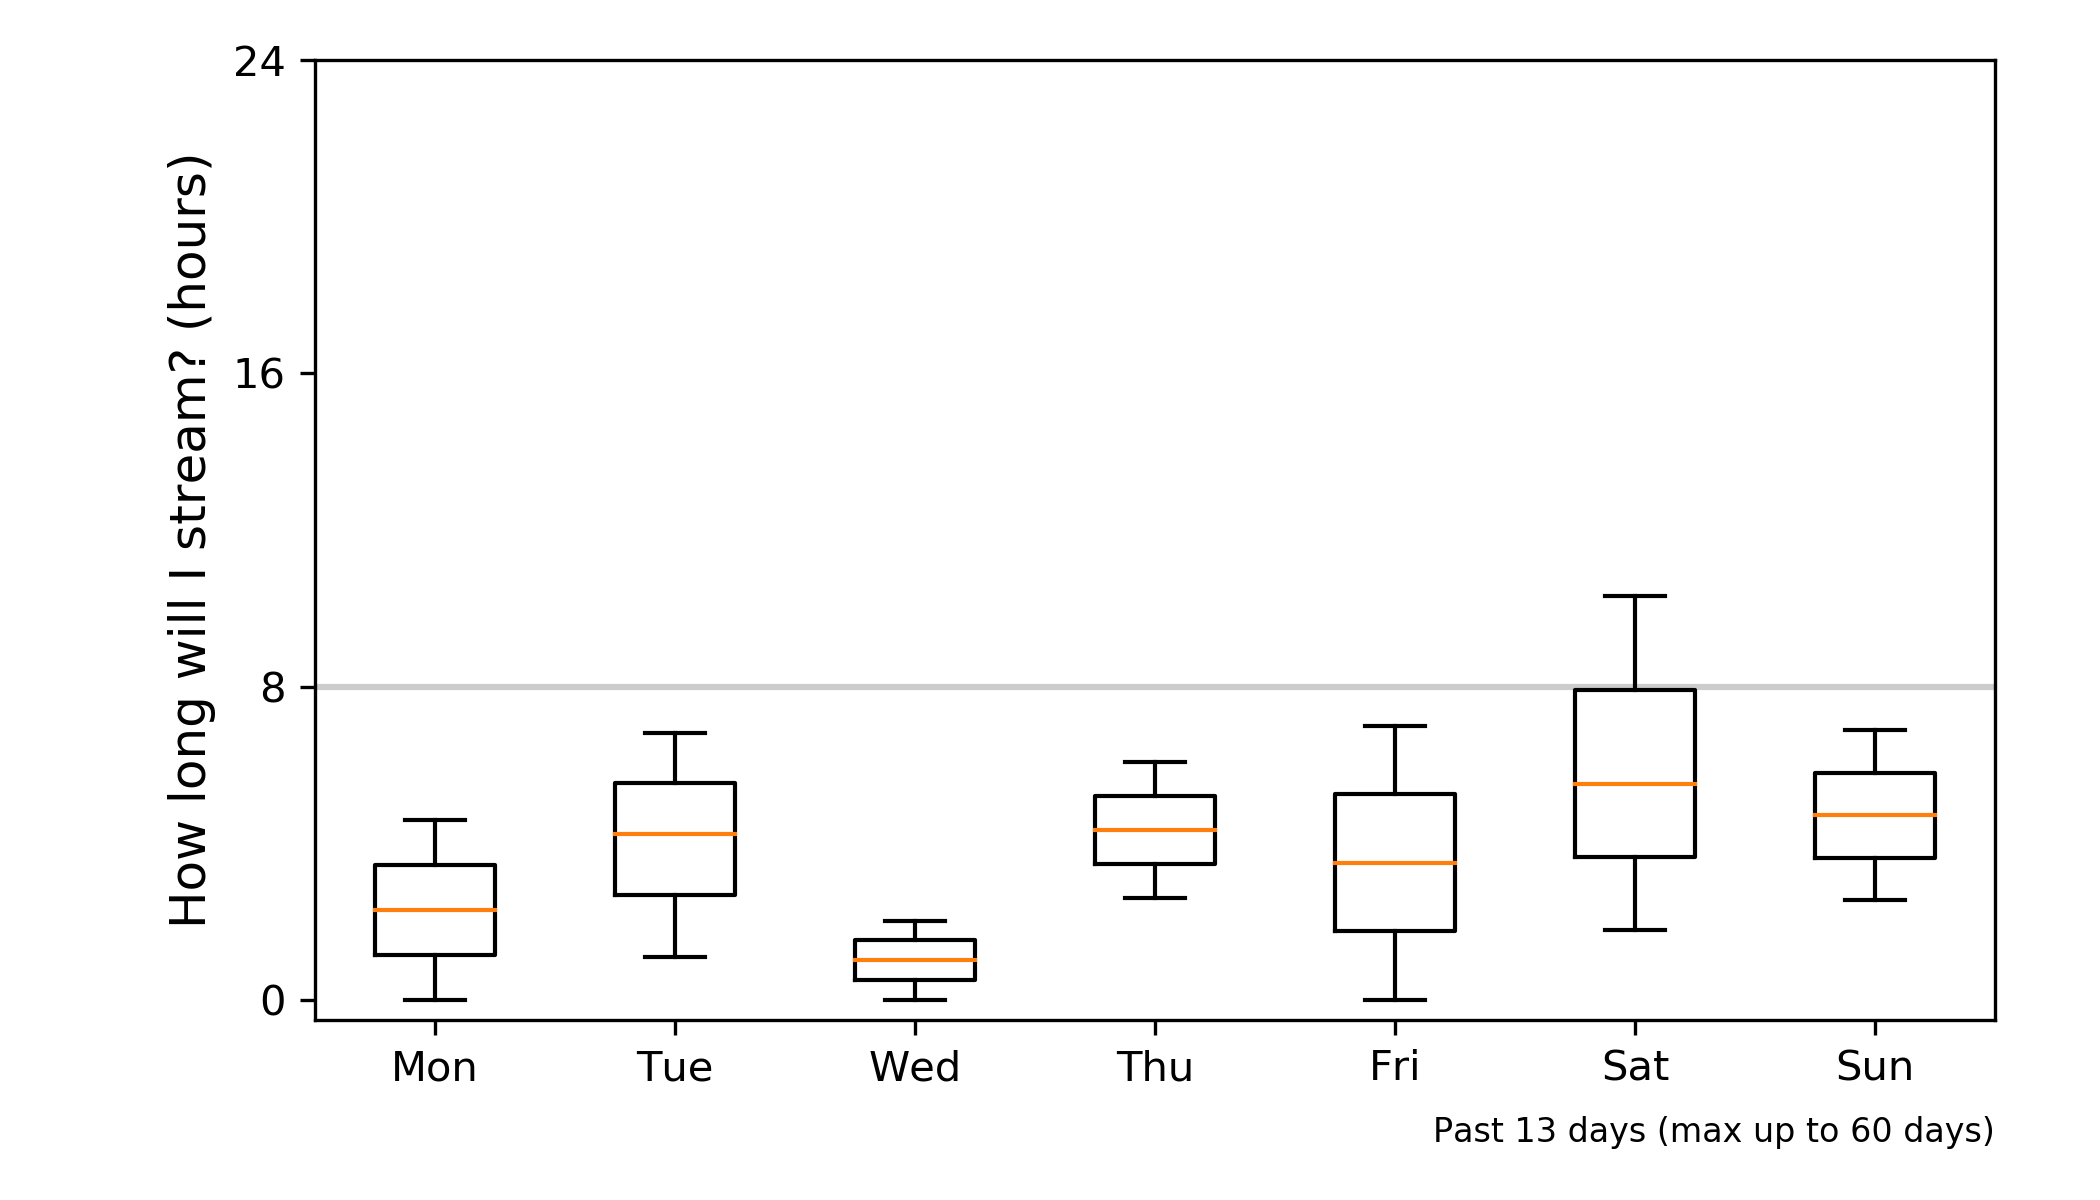 How long will I stream? (hours)
24
16
8
0
Mon Tue Wed Thu Fri Sat Sun
Past 13 days (max up to 60 days)